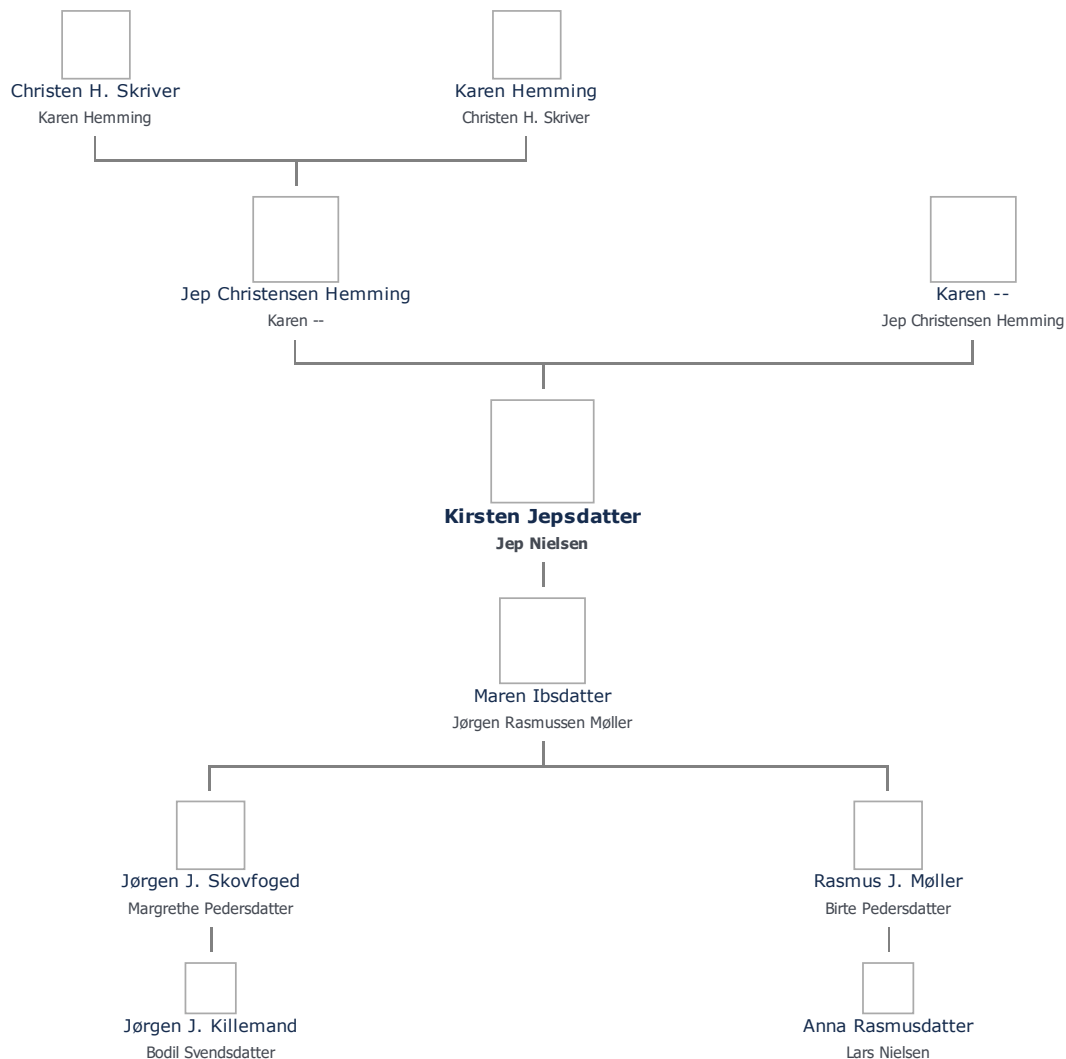 Christen H. Skriver
Karen Hemming
Karen Hemming
Christen H. Skriver
Jep Christensen Hemming
Karen --
Karen --
Jep Christensen Hemming
Kirsten Jepsdatter
Jep Nielsen
Maren Ibsdatter
Jørgen Rasmussen Møller
Jørgen J. Skovfoged
Margrethe Pedersdatter
Rasmus J. Møller
Birte Pedersdatter
Jørgen J. Killemand
Bodil Svendsdatter
Anna Rasmusdatter
Lars Nielsen